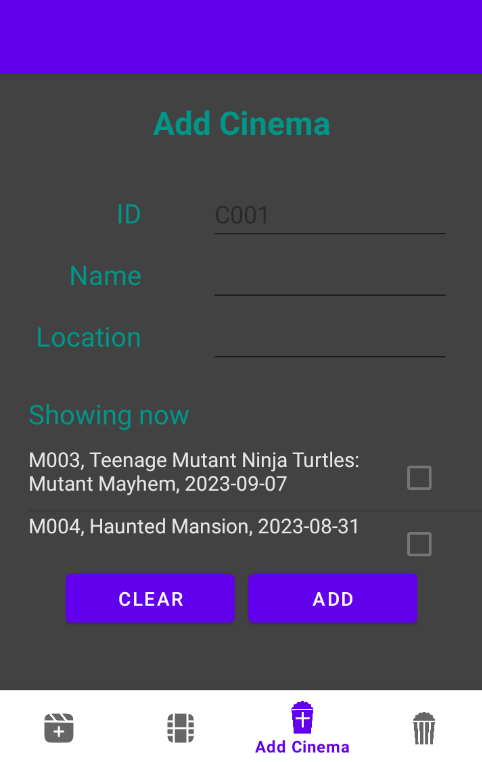 Add Cinema
ID
C001
Name
Location
Showing now
M003, Teenage Mutant Ninja Turtles:
Mutant Mayhem, 2023-09-07
M004, Haunted Mansion, 2023-08-31
CLEAR
ADD
Add Cinema